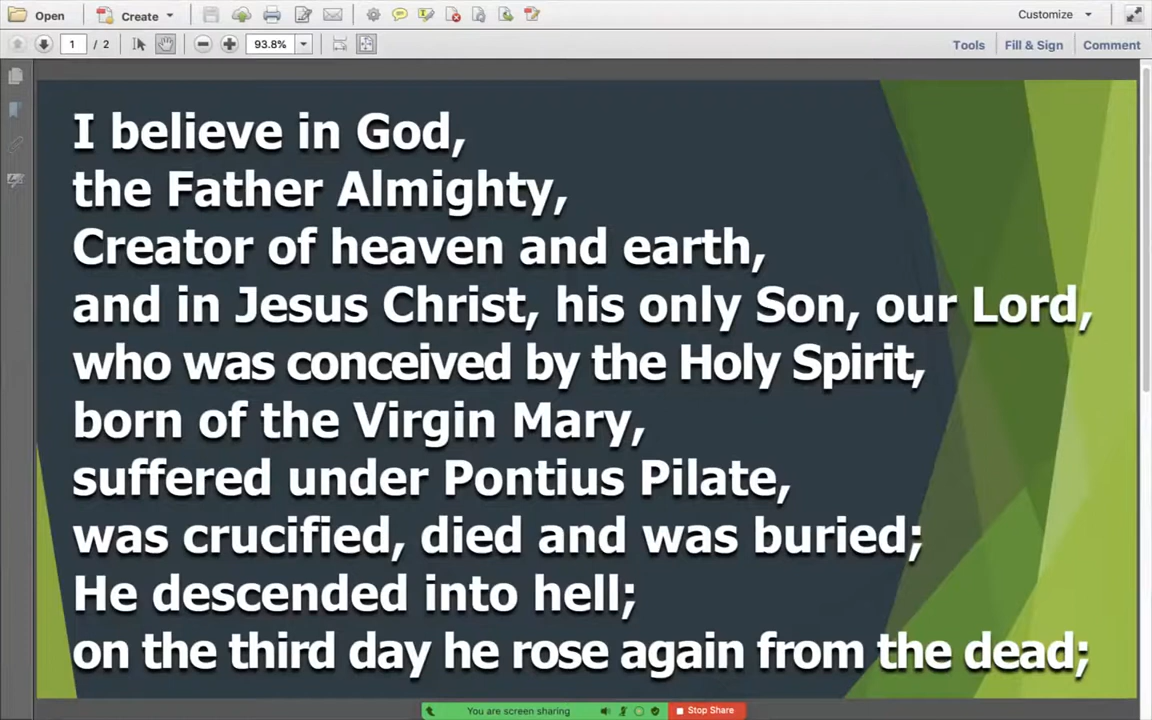 Open
Create
Customize
1 / 2
93.8%
Tools
Fill & Sign
Comment
I believe in God,
the Father Almighty,
Creator of heaven and earth,
and in Jesus Christ, his only Son, our Lord,
who was conceived by the Holy Spirit,
born of the Virgin Mary,
suffered under Pontius Pilate,
was crucified, died and was buried;
He descended into hell;
on the third day he rose again from the dead;
You are screen sharing
Stop Share